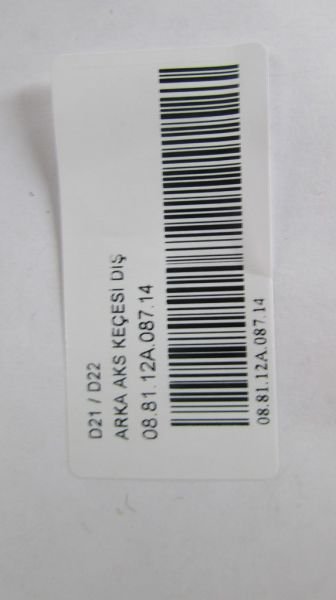 D21 / D22
ARKA AKS KEÇESİ DIŞ
08.81.12A.087.14
08.81.12A.087.14